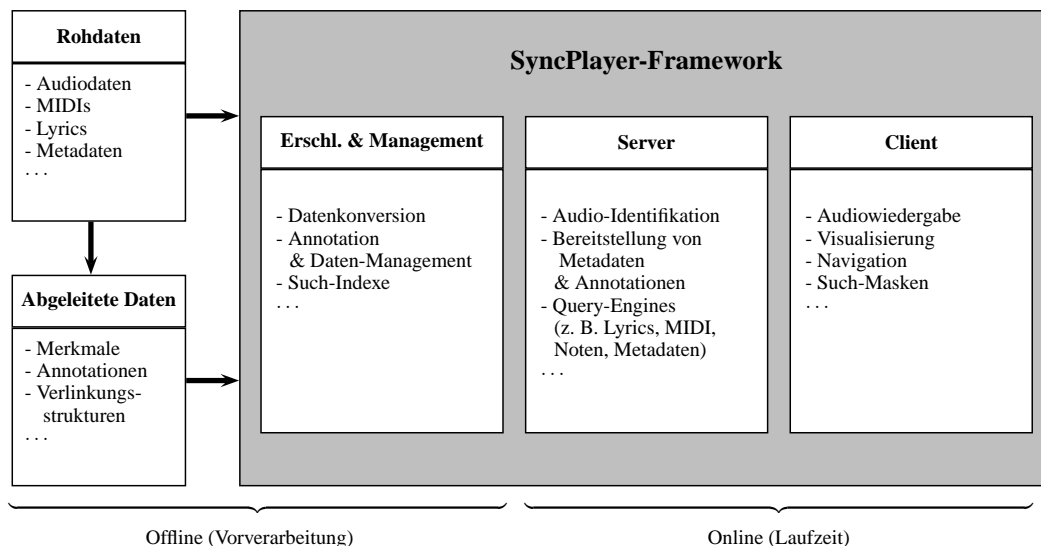 Rohdaten
- Audiodaten
- MIDIs
- Lyrics
- Metadaten
. . .
Abgeleitete Daten
- Merkmale
- Annotationen
- Verlinkungs-
strukturen
. . .
SyncPlayer-Framework
Erschl. & Management
- Datenkonversion
- Annotation
& Daten-Management
- Such-Indexe
. . .
Server
- Audio-Identifikation
- Bereitstellung von
Metadaten
& Annotationen
- Query-Engines
(z. B. Lyrics, MIDI,
Noten, Metadaten)
. . .
Client
- Audiowiedergabe
- Visualisierung
- Navigation
- Such-Masken
. . .
Offline (Vorverarbeitung)
Online (Laufzeit)